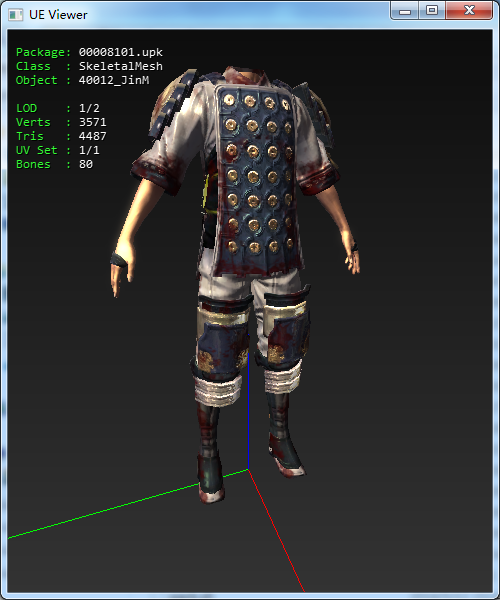 UE Viewer
Package: 00008101.upk
Class  : SkeletalMesh
Object : 40012_JinM
LOD    : 1/2
Verts  : 3571
Tris   : 4487
UV Set : 1/1
Bones  : 80